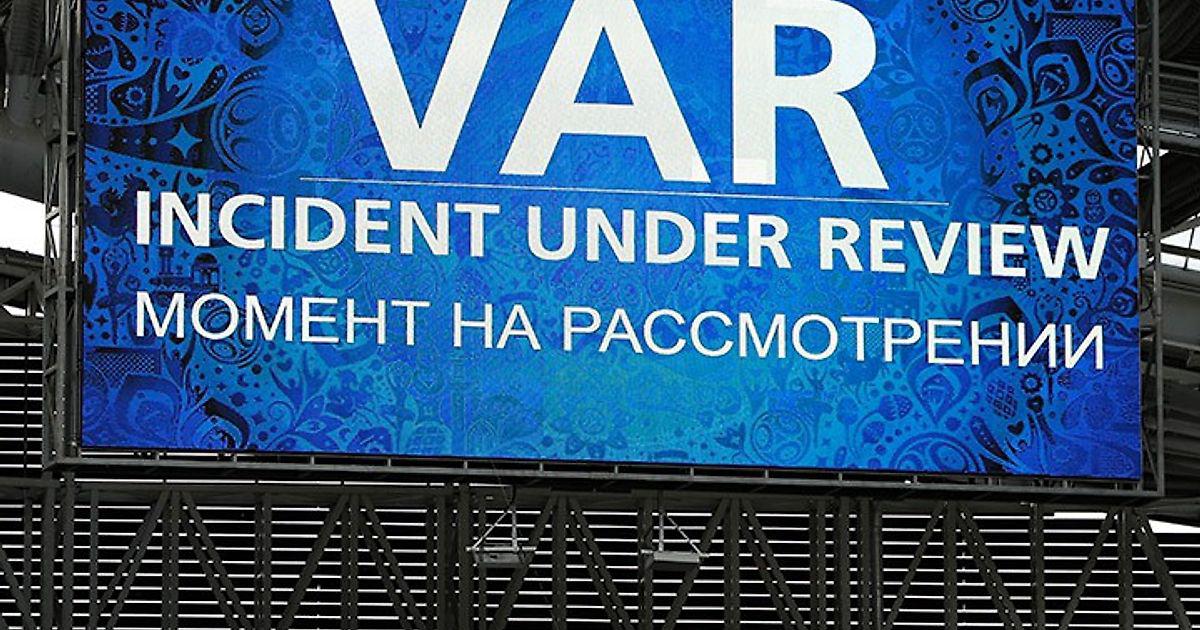 VAR
INCIDENT UNDER REVIEW
МОМЕНТ НА РАССМОТРЕНИИ